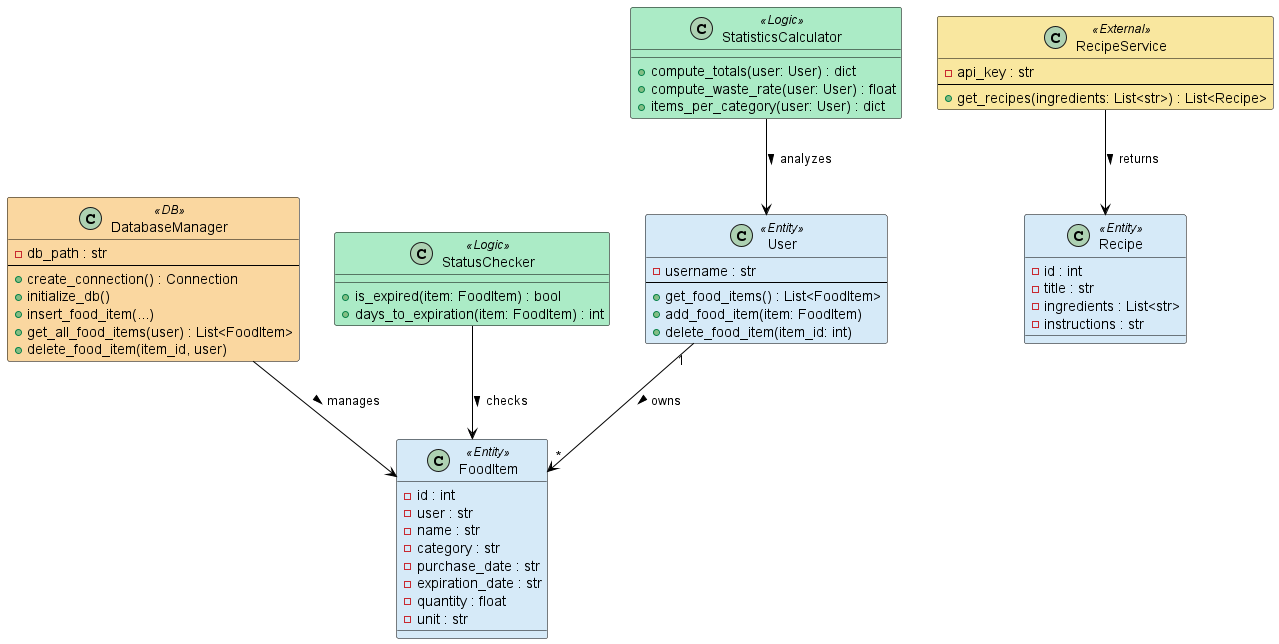 «Logic»
C
StatisticsCalculator
compute_totals(user: User) : dict
compute_waste_rate(user: User) : float
items_per_category(user: User) : dict
«External»
C
RecipeService
api_key : str
get_recipes(ingredients: List<str>) : List<Recipe>
analyzes
returns
«DB»
C
DatabaseManager
db_path : str
create_connection() : Connection
initialize_db()
insert_food_item(...)
get_all_food_items(user) : List<FoodItem>
delete_food_item(item_id, user)
«Logic»
C
StatusChecker
is_expired(item: FoodItem) : bool
days_to_expiration(item: FoodItem) : int
«Entity»
C
User
username : str
get_food_items() : List<FoodItem>
add_food_item(item: FoodItem)
delete_food_item(item_id: int)
«Entity»
C
Recipe
id : int
title : str
ingredients : List<str>
instructions : str
manages
checks
1
owns
*
«Entity»
C
FoodItem
id : int
user : str
name : str
category : str
purchase_date : str
expiration_date : str
quantity : float
unit : str